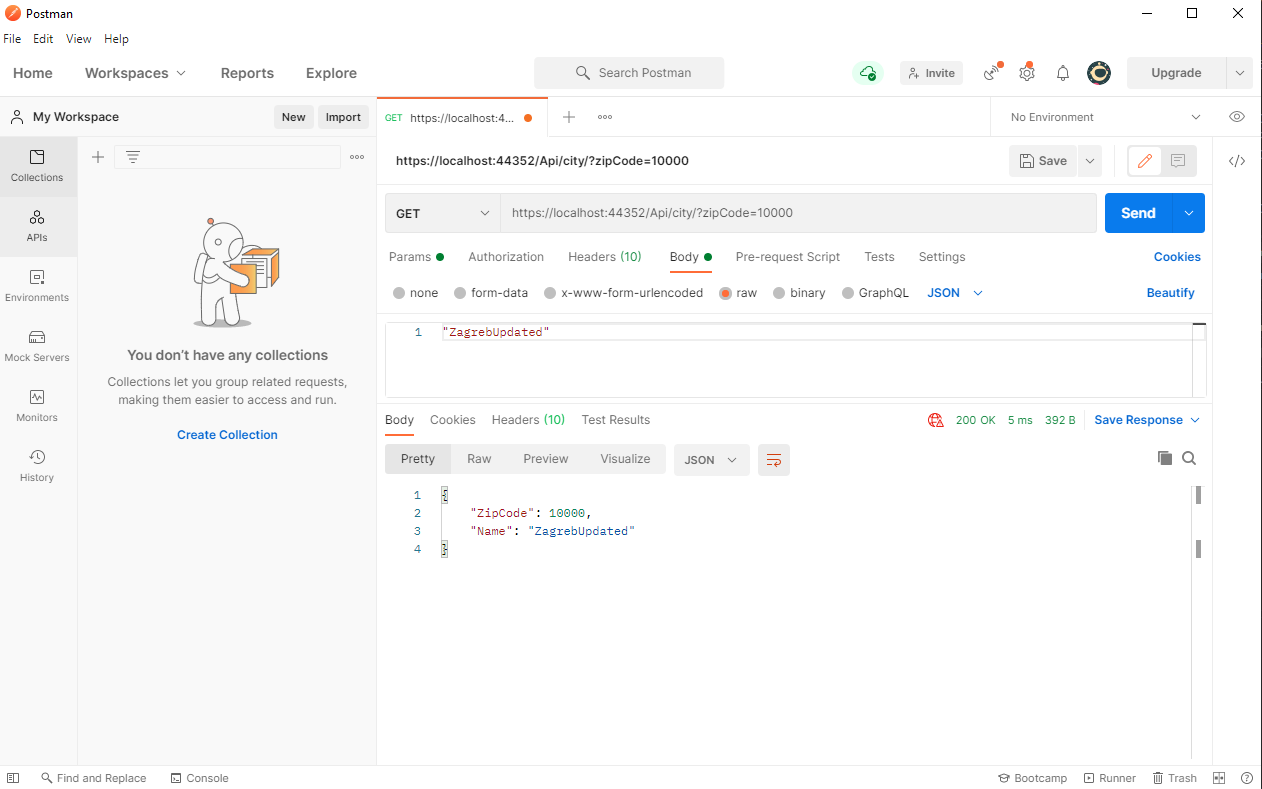 Postman
File Edit View Help
Home Workspaces Reports Explore Search Postman Invite Upgrade
My Workspace New Import GET https://localhost:4... No Environment
Collections
APIs
Environments
Mock Servers
Monitors
History
You don't have any collections
Collections let you group related requests,
making them easier to access and run.
Create Collection
https://localhost:44352/Api/city/?zipCode=10000 Save
GET https://localhost:44352/Api/city/?zipCode=10000 Send
Params Authorization Headers (10) Body Pre-request Script Tests Settings Cookies
none form-data x-www-form-urlencoded raw binary GraphQL JSON Beautify
1 "ZagrebUpdated"
Body Cookies Headers (10) Test Results 200 OK 5 ms 392 B Save Response
Pretty Raw Preview Visualize JSON
1 {
2 "ZipCode": 10000,
3 "Name": "ZagrebUpdated"
4 }
Find and Replace Console Bootcamp Runner Trash